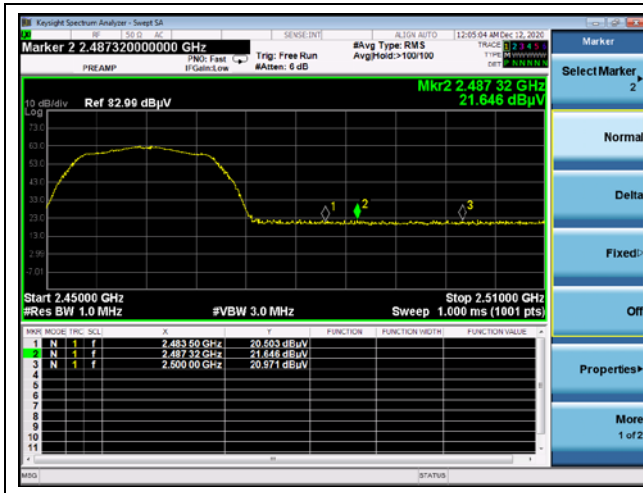 Keysight Spectrum Analyzer - Swept SA
RF 50 Ω AC SENSE:INT ALIGN AUTO 12:05:04 AM Dec 12, 2020
Marker 2 2.487320000000 GHz
PREAMP
PNO: Fast
IFGain:Low
Trig: Free Run
#Atten: 6 dB
#Avg Type: RMS
Avg|Hold:>100/100
TRACE 1 2 3 4 5 6
TYPE M W W W W W
DET P N N N N N
Mkr2 2.487 32 GHz
21.646 dBµV
10 dB/div Ref 82.99 dBµV
Log
73.0
63.0
53.0
43.0
33.0
23.0
13.0
2.99
-7.01
1
2
3
Start 2.45000 GHz Stop 2.51000 GHz
#Res BW 1.0 MHz #VBW 3.0 MHz Sweep 1.000 ms (1001 pts)
MKR MODE TRC SCL X Y FUNCTION FUNCTION WIDTH FUNCTION VALUE
1 N 1 f 2.483 50 GHz 20.503 dBµV
2 N 1 f 2.487 32 GHz 21.646 dBµV
3 N 1 f 2.500 00 GHz 20.971 dBµV
4
5
6
7
8
9
10
11
MSG STATUS
Marker
Select Marker
2
Normal
Delta
Fixed
Off
Properties
More
1 of 2